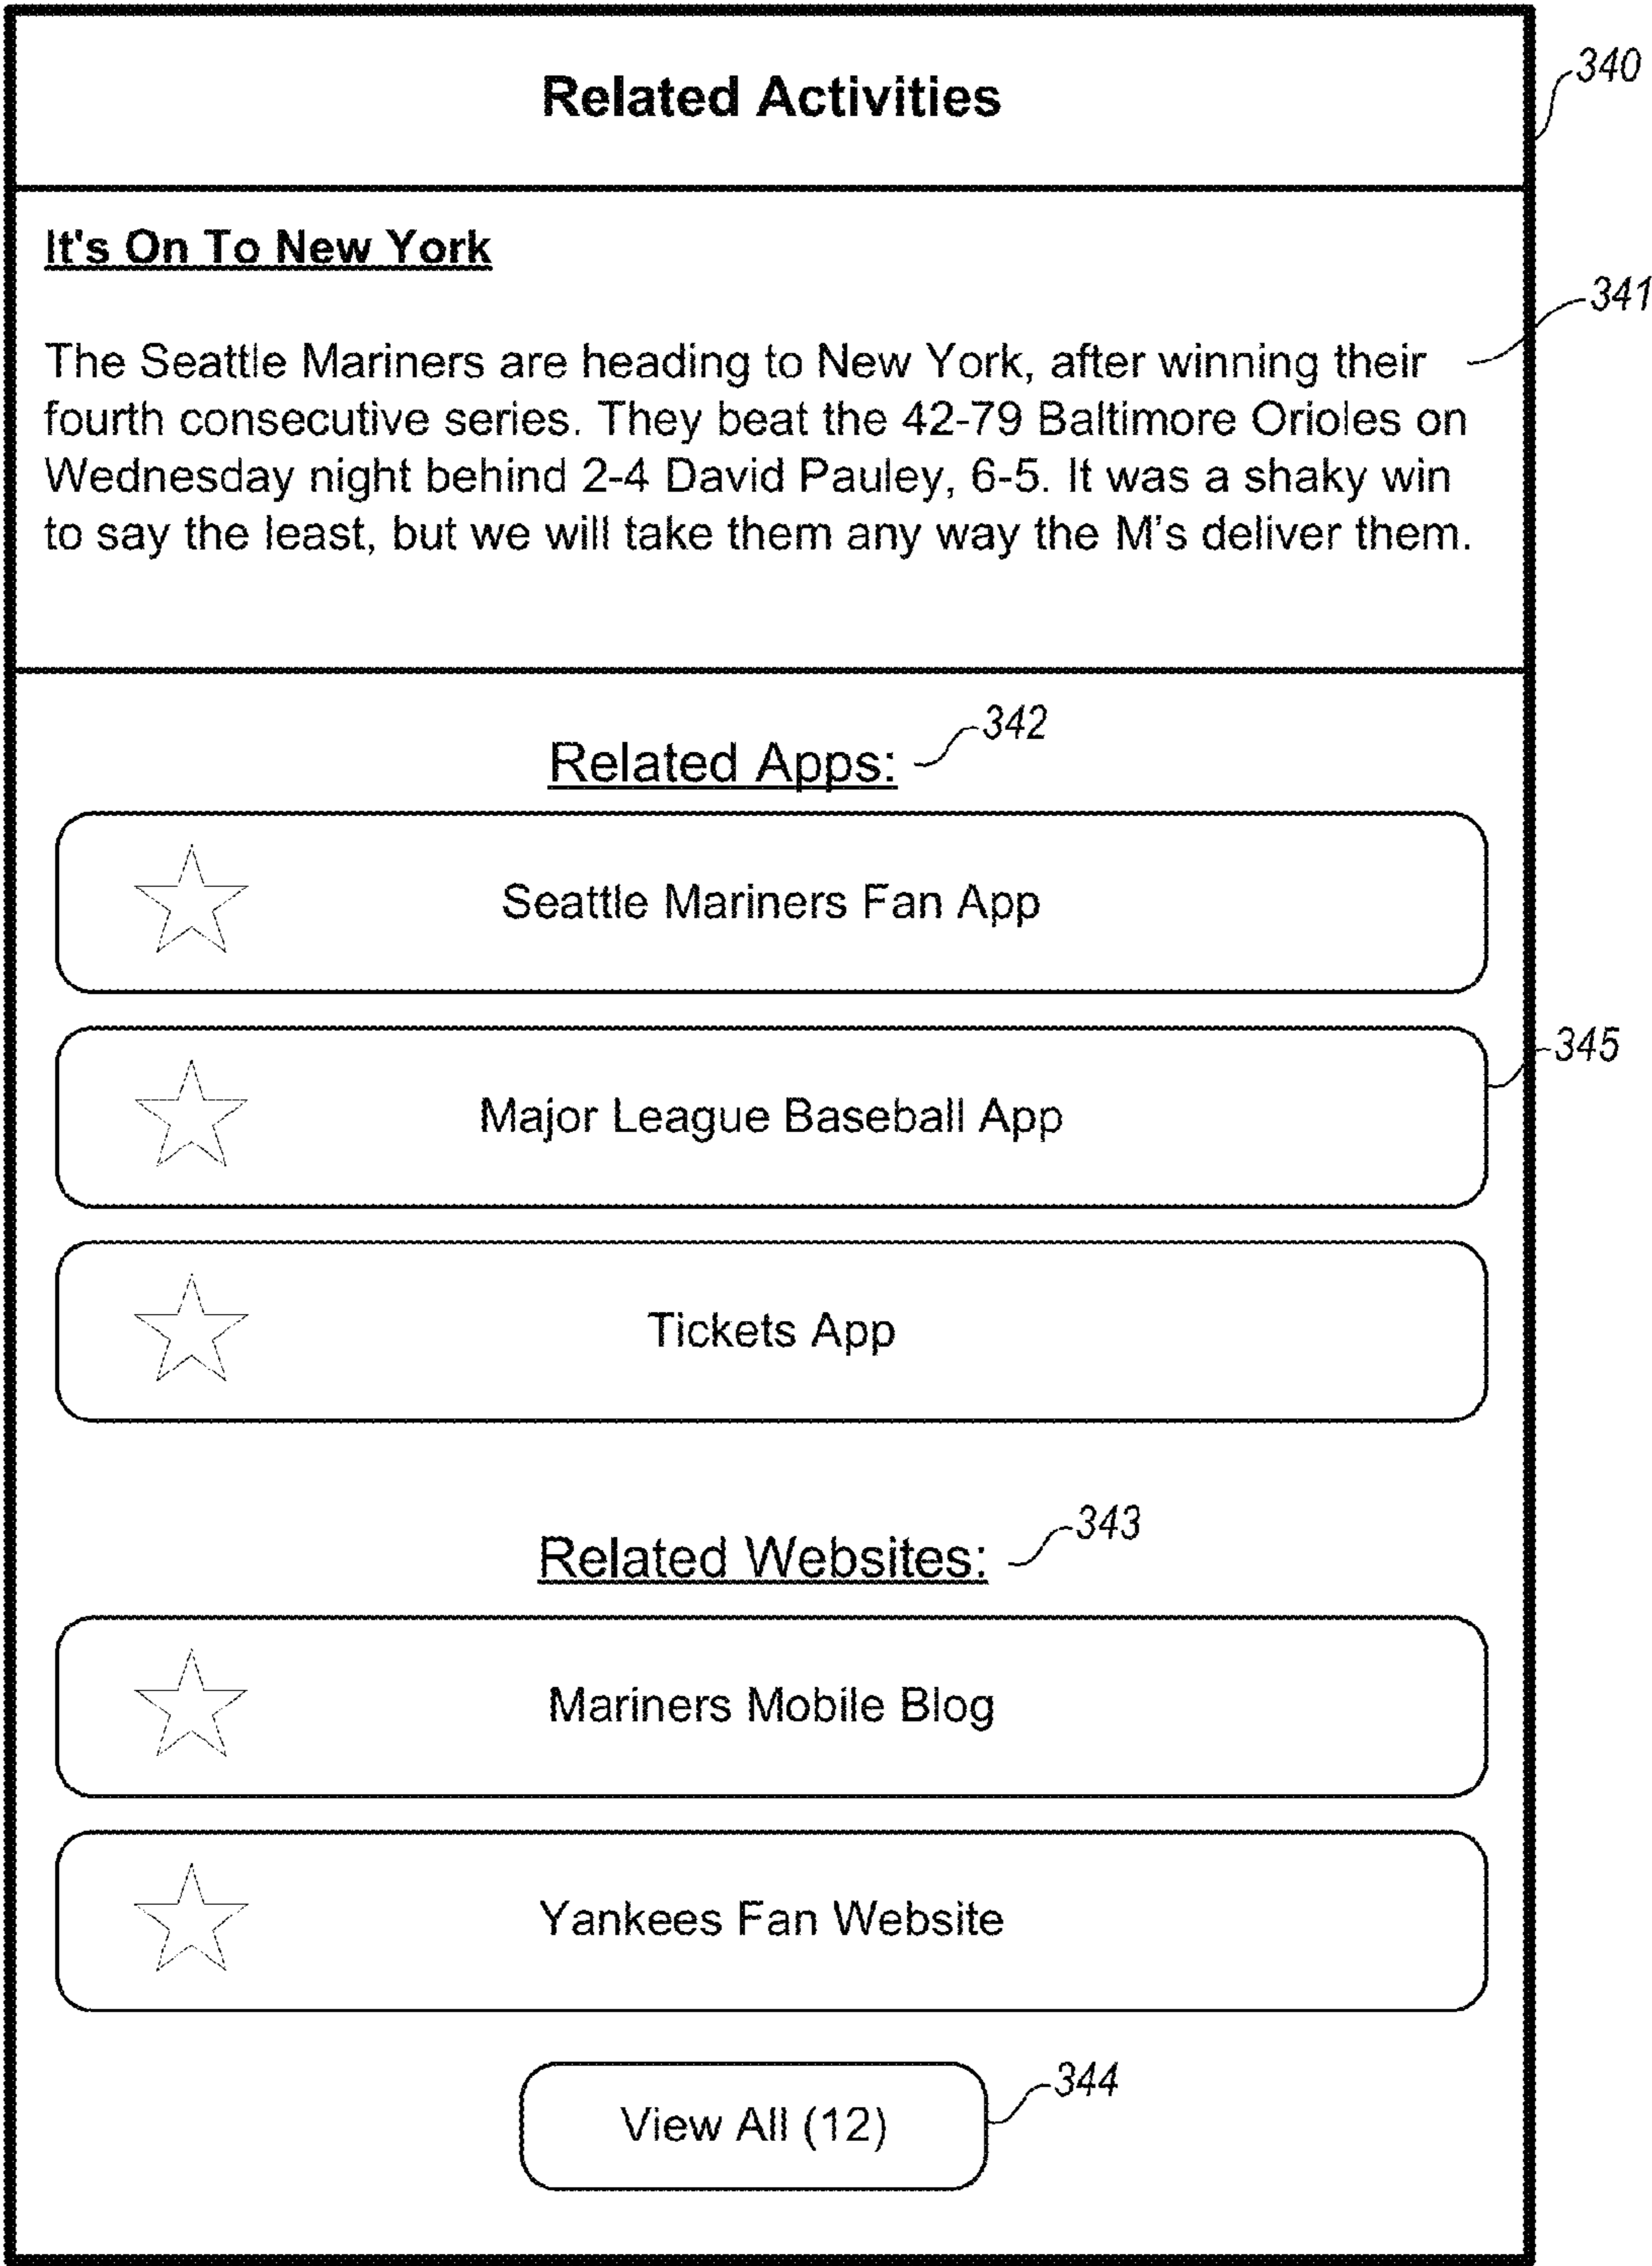 Related Activities
340
It's On To New York
341
The Seattle Mariners are heading to New York, after winning their
fourth consecutive series. They beat the 42-79 Baltimore Orioles on
Wednesday night behind 2-4 David Pauley, 6-5. It was a shaky win
to say the least, but we will take them any way the M's deliver them.
342
Related Apps:
Seattle Mariners Fan App
345
Major League Baseball App
Tickets App
343
Related Websites:
Mariners Mobile Blog
Yankees Fan Website
344
View All (12)